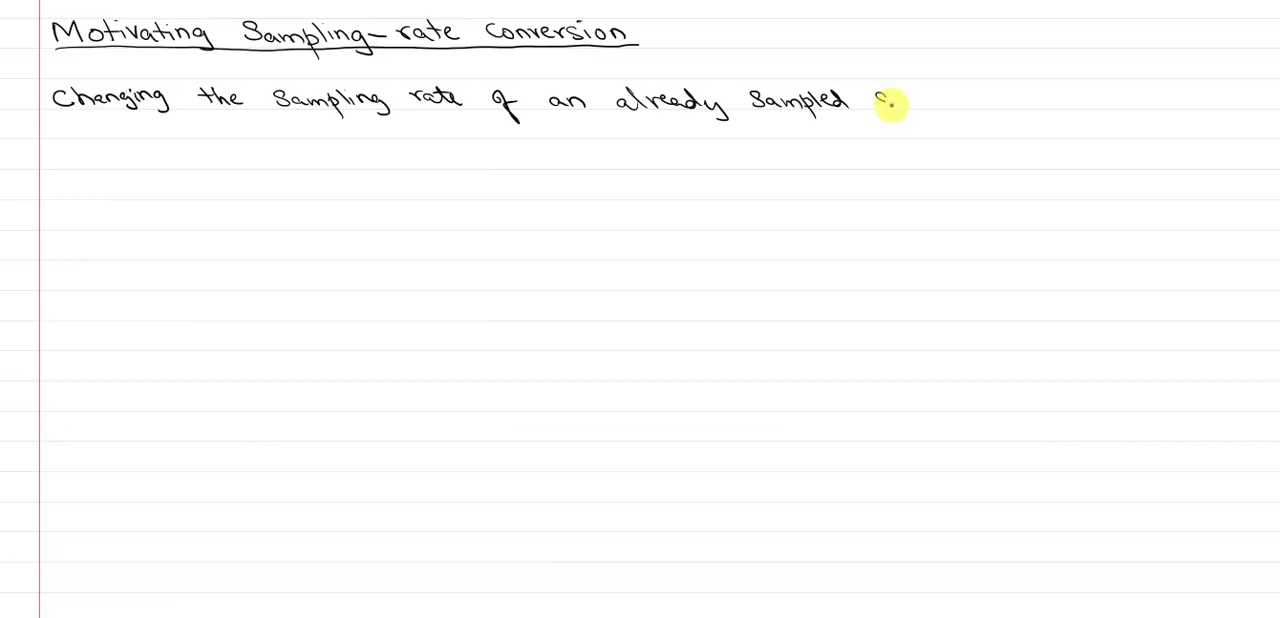 Motivating Sampling-rate Conversion
Changing the Sampling rate of an already Sampled s